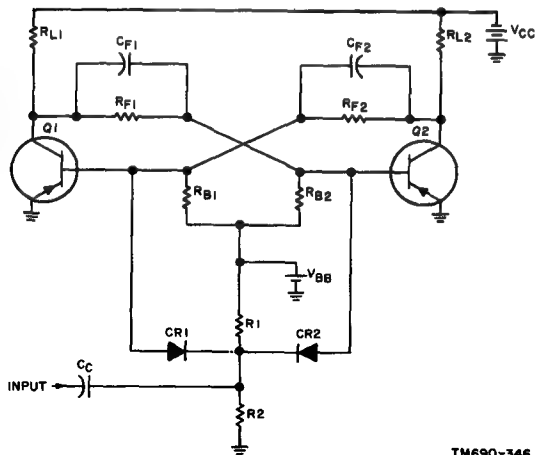 RL1
CF1
CF2
RL2
VCC
RF1
RF2
Q1
Q2
RB1
RB2
VBB
R1
CR1
CR2
CC
INPUT
R2
TM690-346